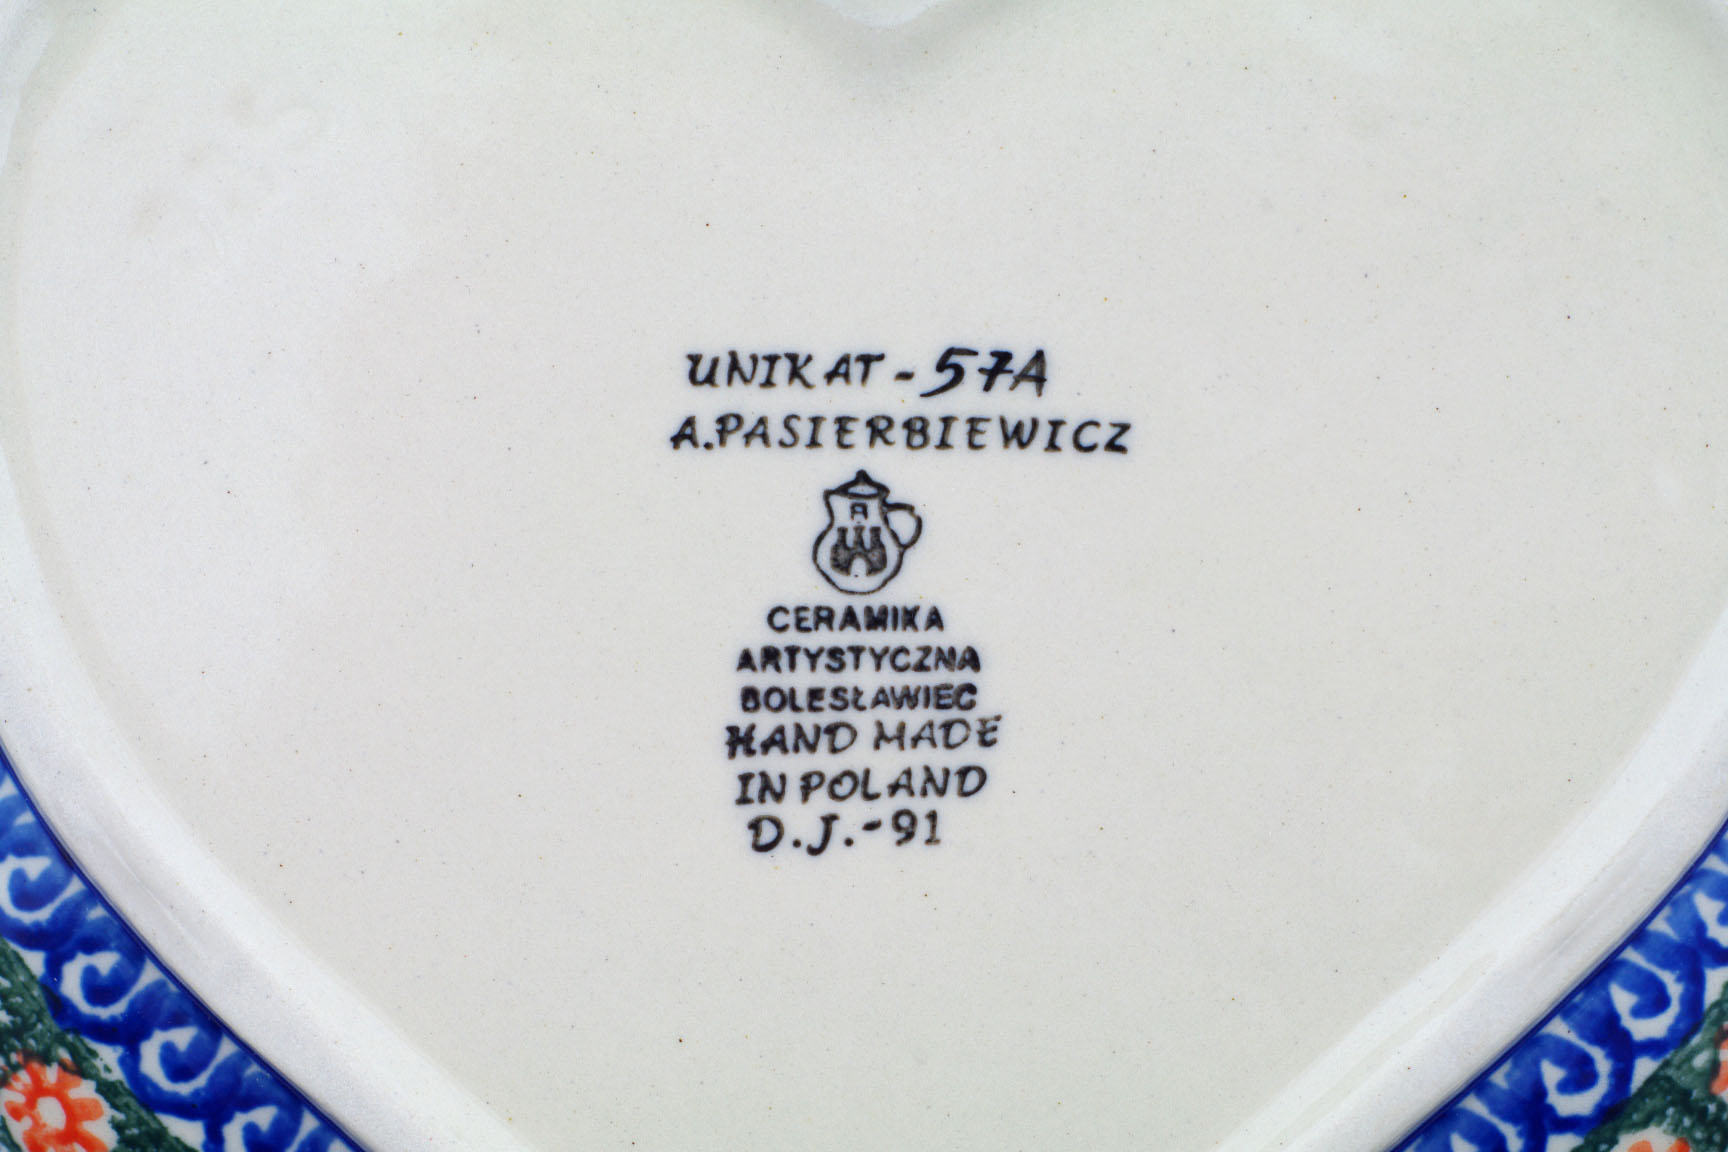 UNIKAT - 57A
A.PASIERBIEWICZ
A
CERAMIKA
ARTYSTYCZNA
BOLESŁAWIEC
HAND MADE
IN POLAND
D.J.-91